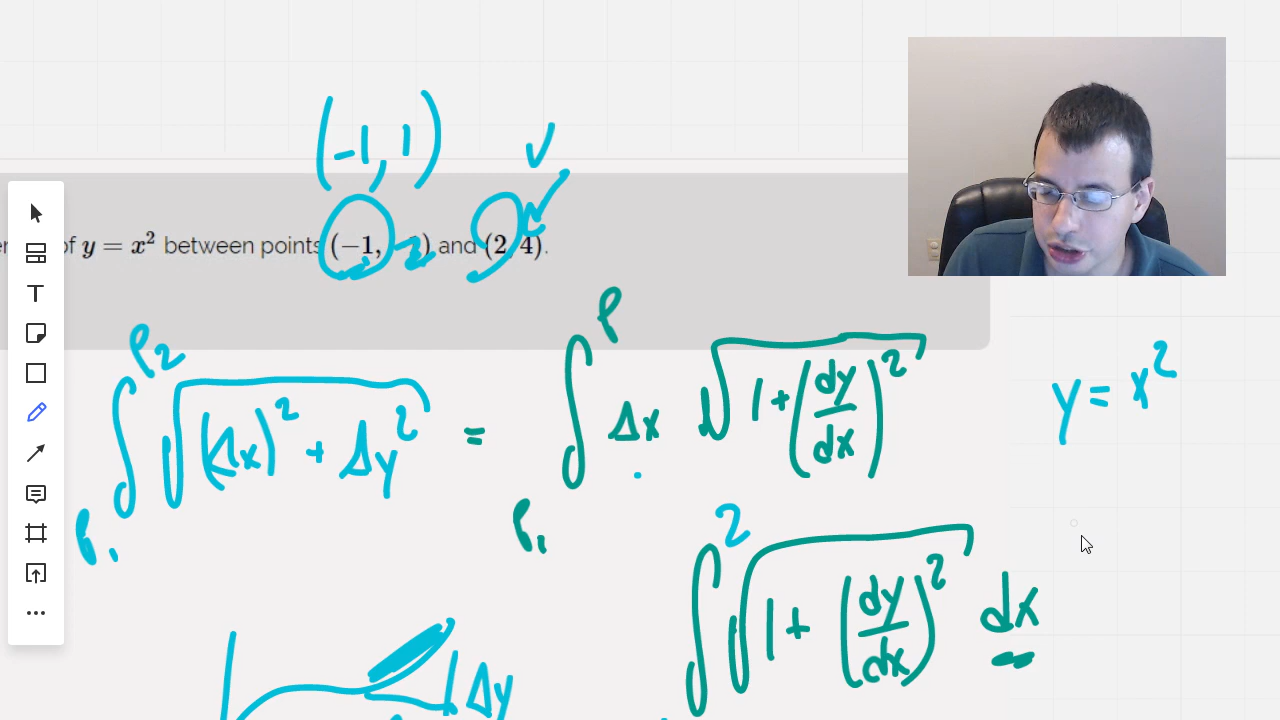 (-1, 1)
of y = x² between points (−1, -2) and (2, 4).
∫ P₂ P₁ √((Δx)² + Δy²) = ∫ P P₁ Δx √(1 + (dy/dx)²)
y = x²
∫ 2 √(1 + (dy/dx)²) dx
Δy
T